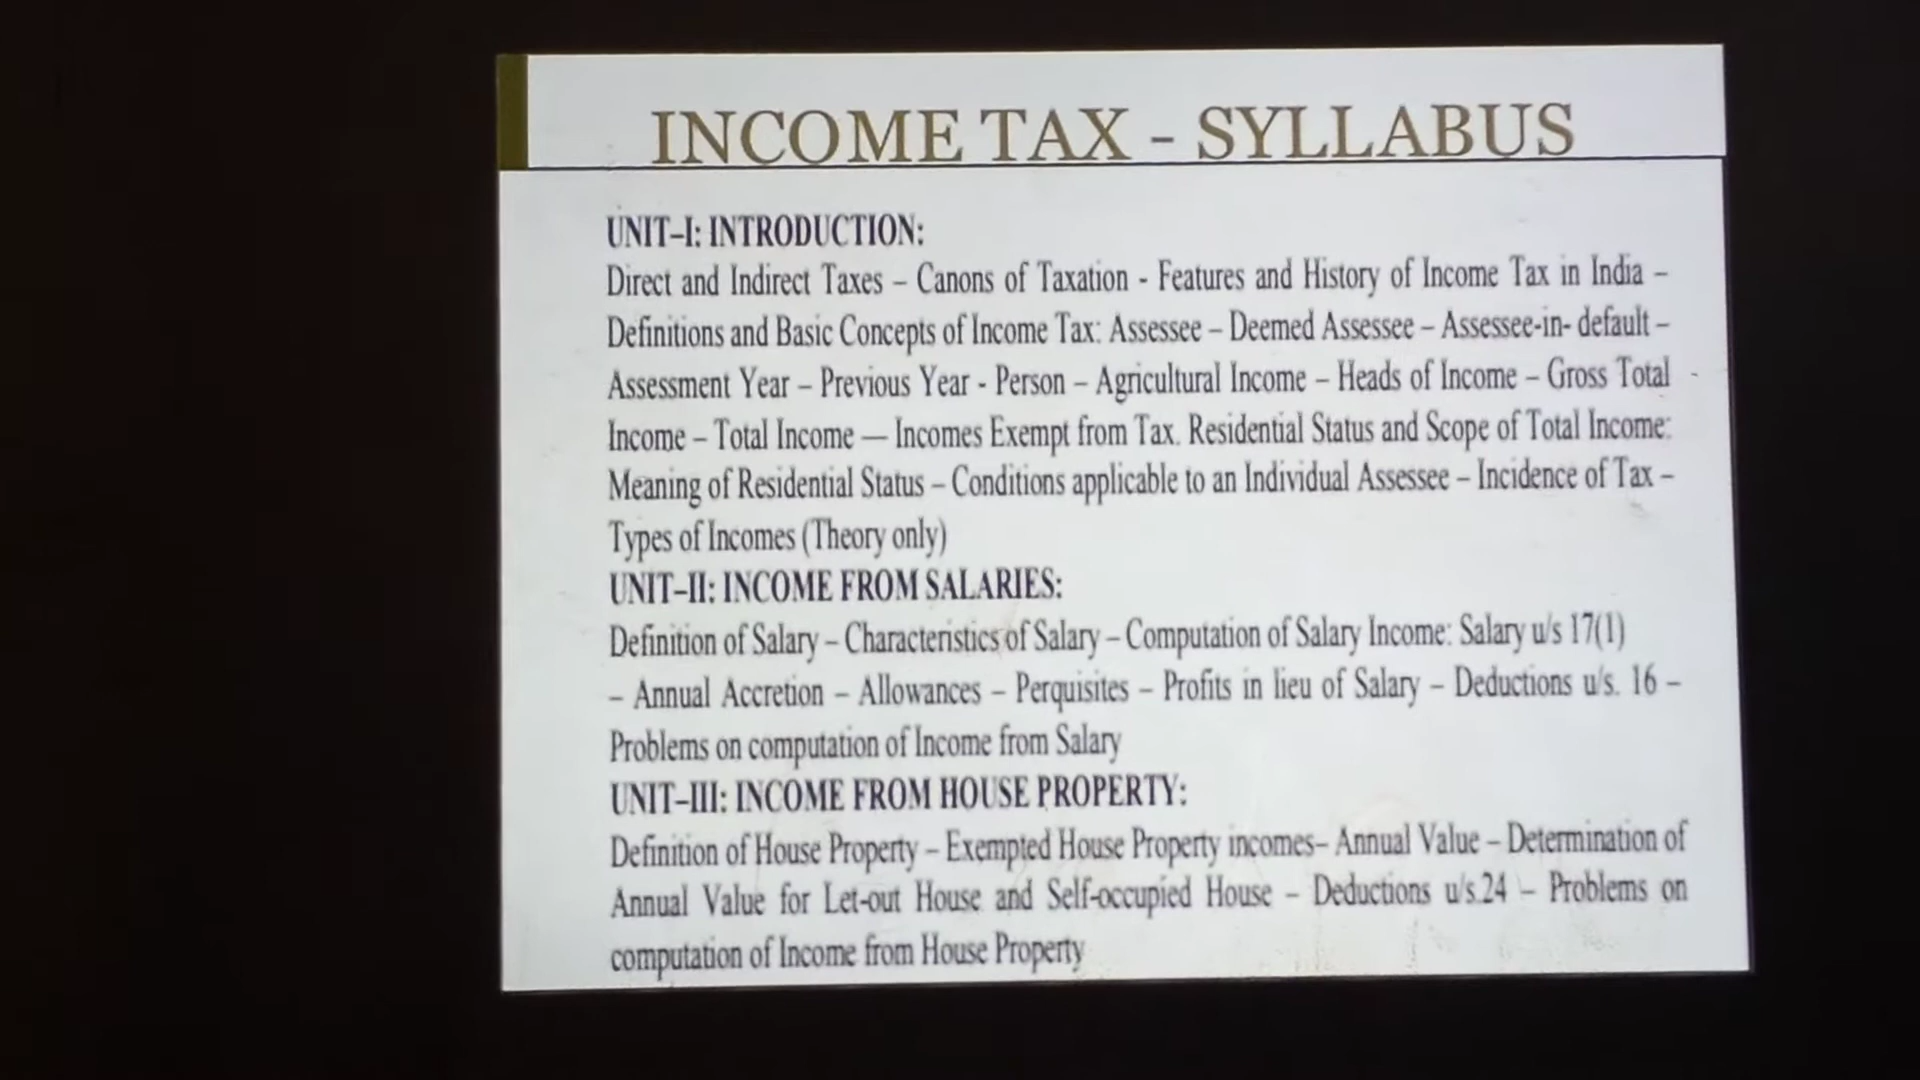 INCOME TAX - SYLLABUS
UNIT–I: INTRODUCTION:
Direct and Indirect Taxes – Canons of Taxation - Features and History of Income Tax in India –
Definitions and Basic Concepts of Income Tax: Assessee – Deemed Assessee – Assessee-in- default –
Assessment Year – Previous Year - Person – Agricultural Income – Heads of Income – Gross Total
Income – Total Income — Incomes Exempt from Tax. Residential Status and Scope of Total Income:
Meaning of Residential Status – Conditions applicable to an Individual Assessee – Incidence of Tax –
Types of Incomes (Theory only)
UNIT–II: INCOME FROM SALARIES:
Definition of Salary – Characteristics of Salary – Computation of Salary Income: Salary u/s 17(1)
– Annual Accretion – Allowances – Perquisites – Profits in lieu of Salary – Deductions u/s. 16 –
Problems on computation of Income from Salary
UNIT–III: INCOME FROM HOUSE PROPERTY:
Definition of House Property – Exempted House Property incomes– Annual Value – Determination of
Annual Value for Let-out House and Self-occupied House – Deductions u/s.24 – Problems on
computation of Income from House Property